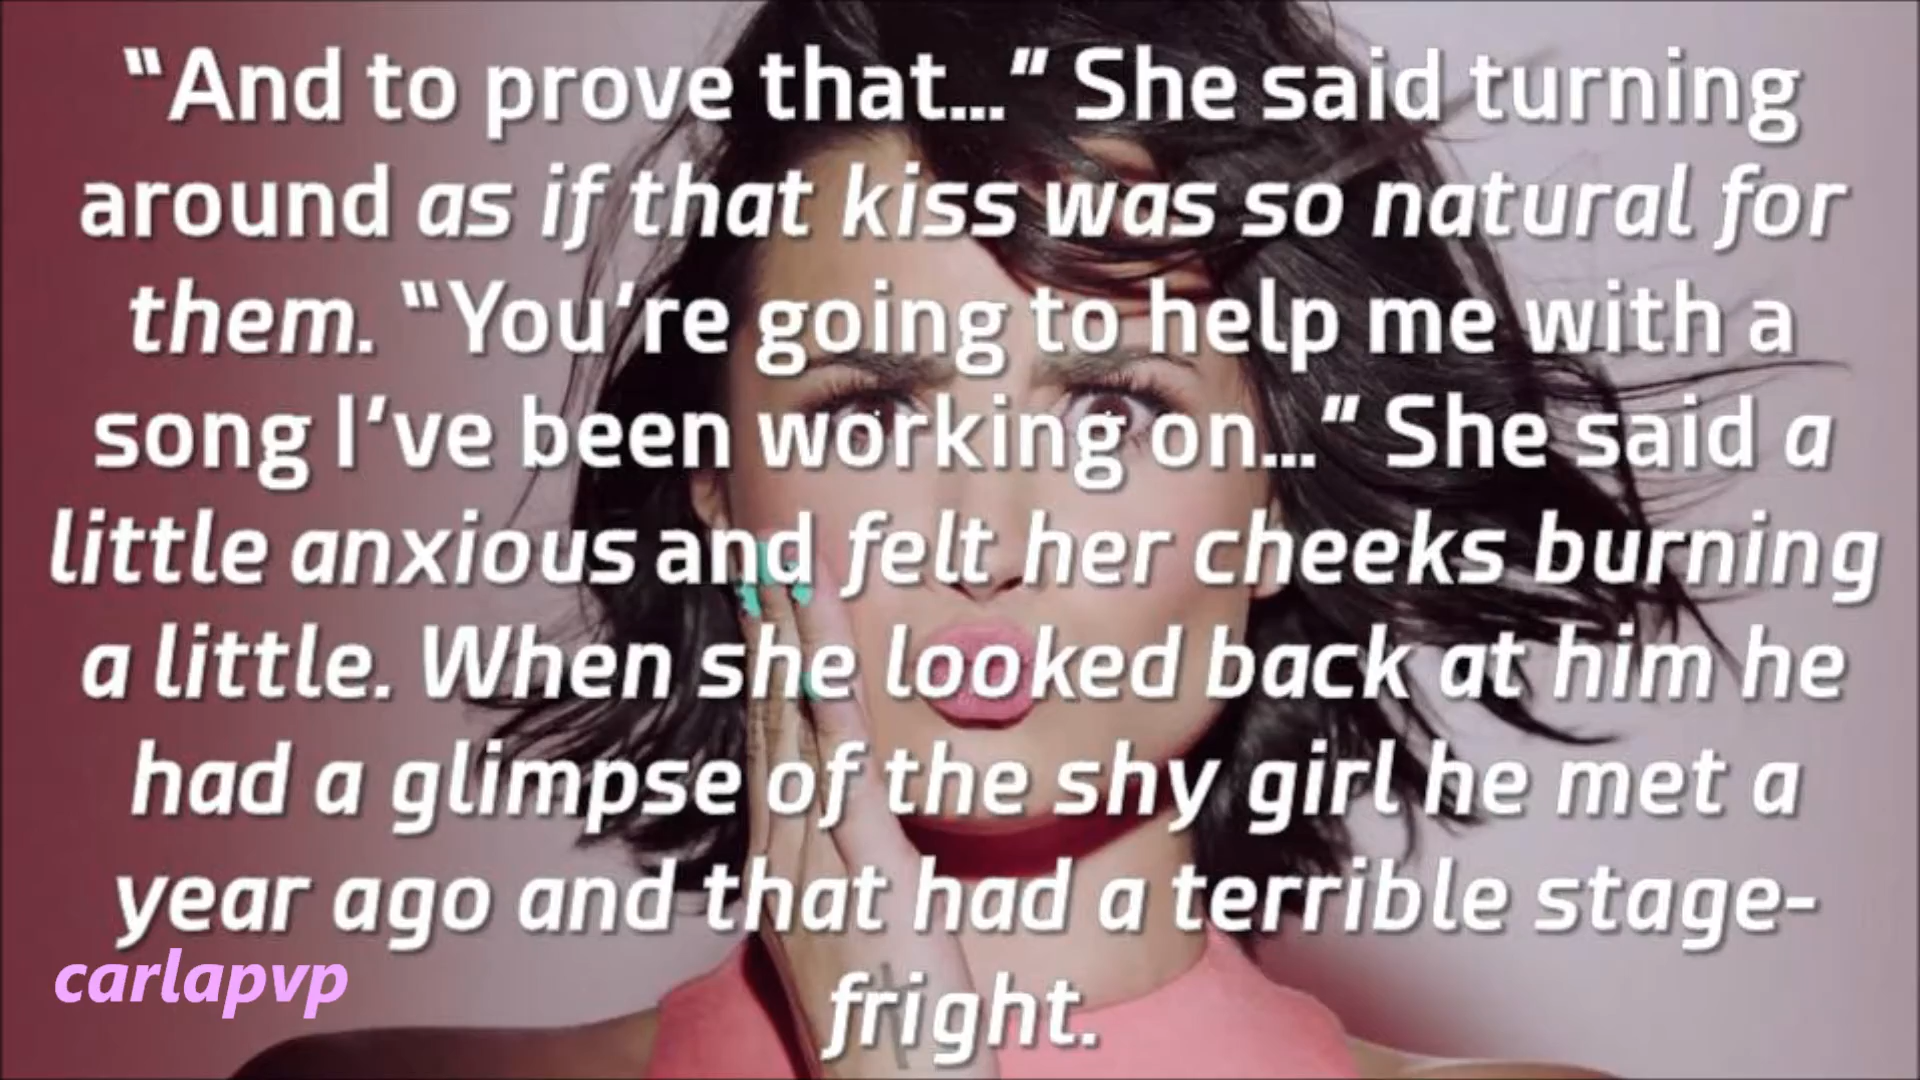 “And to prove that...” She said turning
around as if that kiss was so natural for
them. “You’re going to help me with a
song I’ve been working on...” She said a
little anxious and felt her cheeks burning
a little. When she looked back at him he
had a glimpse of the shy girl he met a
year ago and that had a terrible stage-
fright.
carlapvp